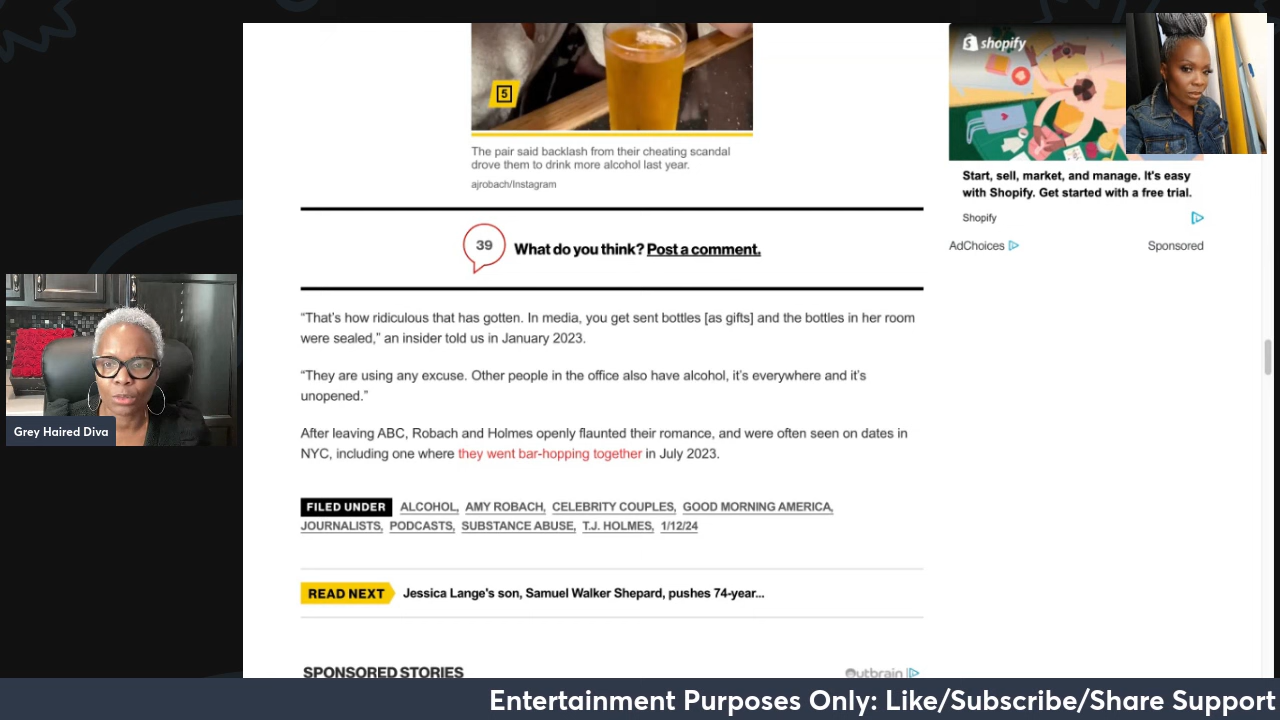 5
The pair said backlash from their cheating scandal
drove them to drink more alcohol last year.
ajrobach/Instagram
39
What do you think? Post a comment.
“That’s how ridiculous that has gotten. In media, you get sent bottles [as gifts] and the bottles in her room
were sealed,” an insider told us in January 2023.
“They are using any excuse. Other people in the office also have alcohol, it’s everywhere and it’s
unopened.”
After leaving ABC, Robach and Holmes openly flaunted their romance, and were often seen on dates in
NYC, including one where they went bar-hopping together in July 2023.
FILED UNDER ALCOHOL, AMY ROBACH, CELEBRITY COUPLES, GOOD MORNING AMERICA,
JOURNALISTS, PODCASTS, SUBSTANCE ABUSE, T.J. HOLMES, 1/12/24
READ NEXT Jessica Lange's son, Samuel Walker Shepard, pushes 74-year...
SPONSORED STORIES
Outbrain
shopify
Start, sell, market, and manage. It's easy
with Shopify. Get started with a free trial.
Shopify
AdChoices
Sponsored
Grey Haired Diva
Entertainment Purposes Only: Like/Subscribe/Share Support